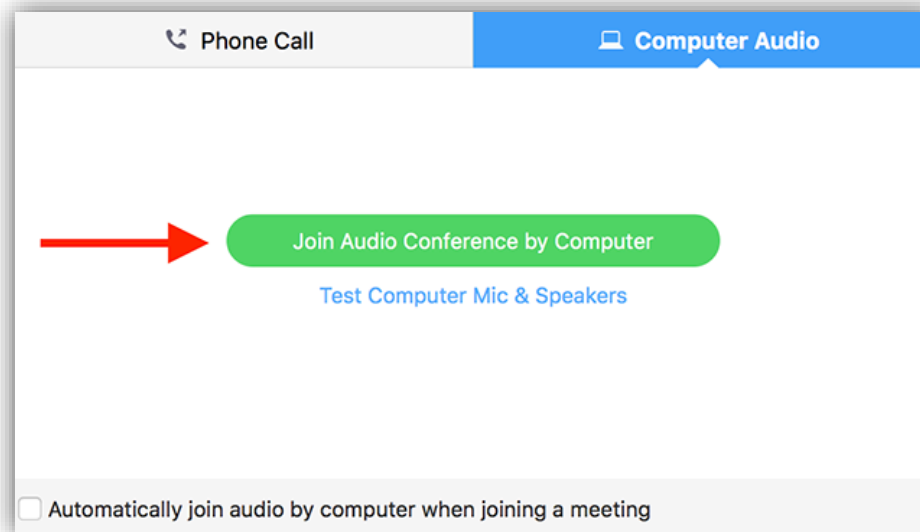 Phone Call
Computer Audio
Join Audio Conference by Computer
Test Computer Mic & Speakers
Automatically join audio by computer when joining a meeting